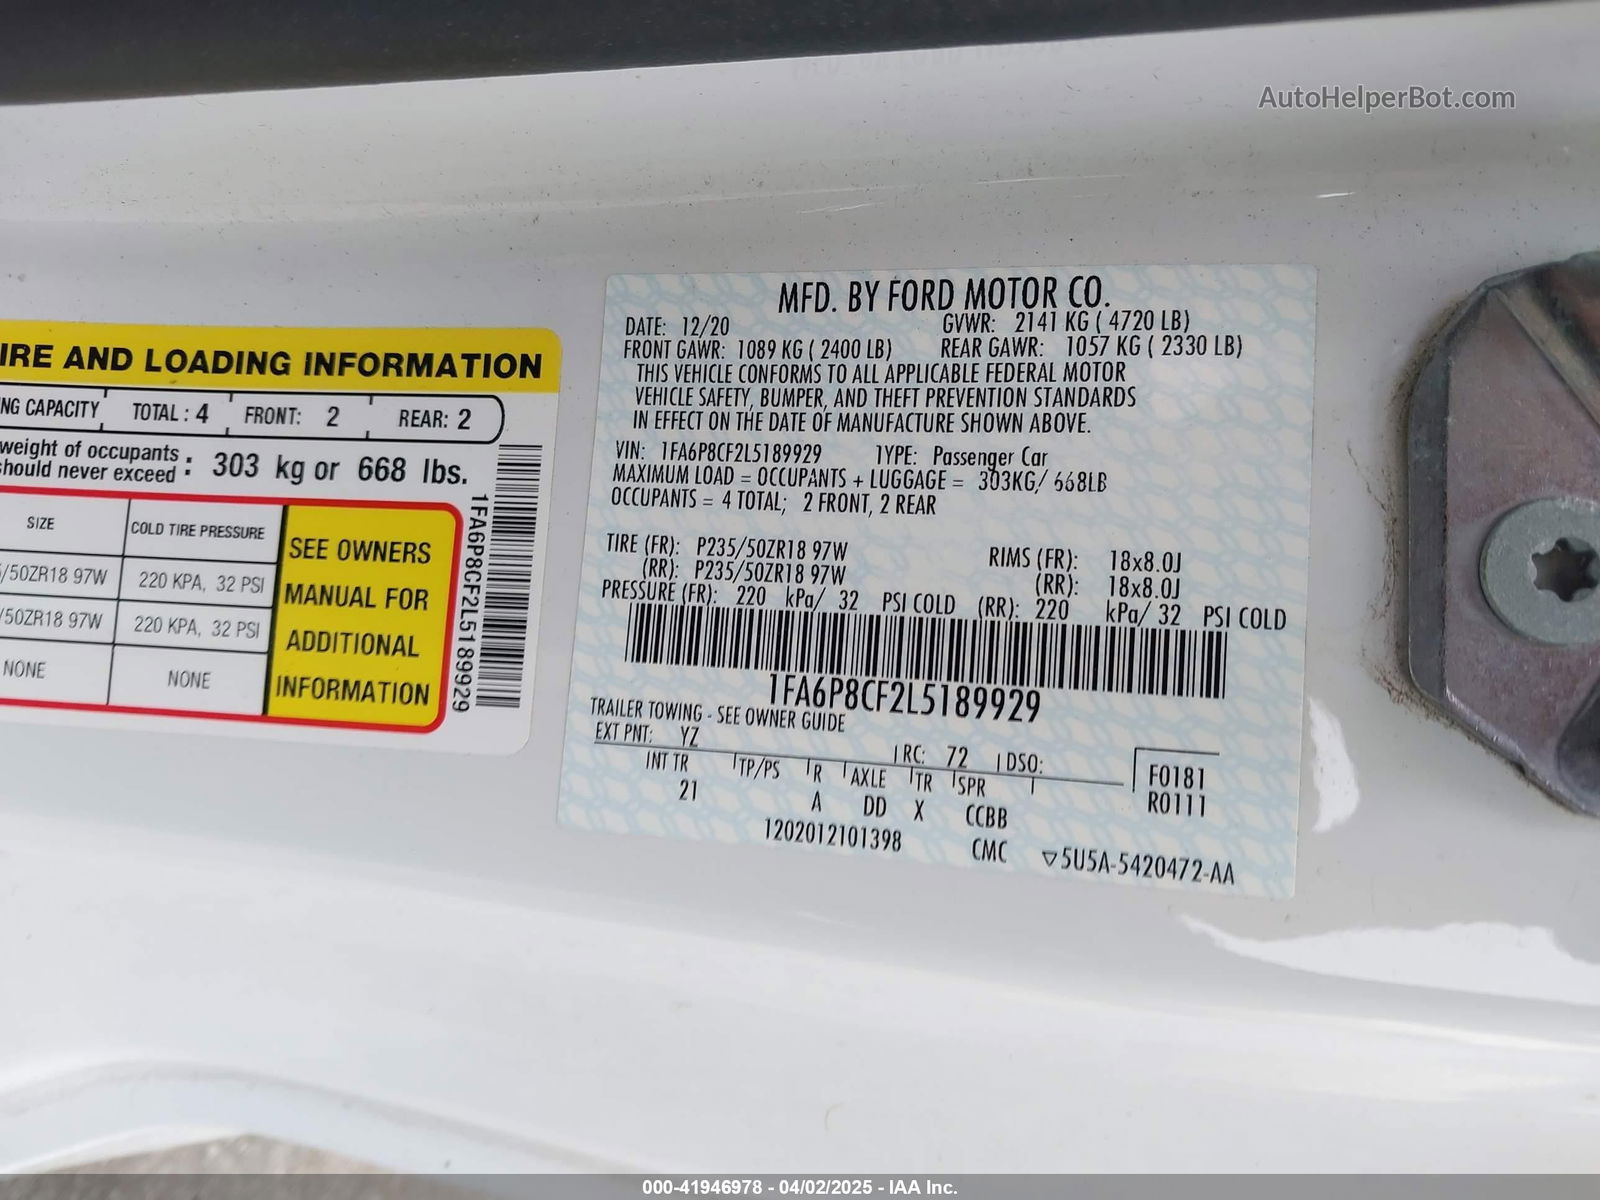 AutoHelperBot.com
IRE AND LOADING INFORMATION
NG CAPACITY TOTAL : 4 FRONT: 2 REAR: 2
weight of occupants
should never exceed : 303 kg or 668 lbs.
SIZE COLD TIRE PRESSURE
/50ZR18 97W 220 KPA, 32 PSI
/50ZR18 97W 220 KPA, 32 PSI
NONE NONE
SEE OWNERS
MANUAL FOR
ADDITIONAL
INFORMATION
1FA6P8CF2L5189929
MFD. BY FORD MOTOR CO.
DATE: 12/20 GVWR: 2141 KG ( 4720 LB)
FRONT GAWR: 1089 KG ( 2400 LB) REAR GAWR: 1057 KG ( 2330 LB)
THIS VEHICLE CONFORMS TO ALL APPLICABLE FEDERAL MOTOR
VEHICLE SAFETY, BUMPER, AND THEFT PREVENTION STANDARDS
IN EFFECT ON THE DATE OF MANUFACTURE SHOWN ABOVE.
VIN: 1FA6P8CF2L5189929 TYPE: Passenger Car
MAXIMUM LOAD = OCCUPANTS + LUGGAGE = 303KG/ 668LB
OCCUPANTS = 4 TOTAL; 2 FRONT, 2 REAR
TIRE (FR): P235/50ZR18 97W RIMS (FR): 18x8.0J
(RR): P235/50ZR18 97W (RR): 18x8.0J
PRESSURE (FR): 220 kPa/ 32 PSI COLD (RR): 220 kPa/ 32 PSI COLD
1FA6P8CF2L5189929
TRAILER TOWING - SEE OWNER GUIDE
EXT PNT: YZ RC: 72 DSO:
INT TR TP/PS R AXLE TR SPR F0181
21 A DD X CCBB R0111
1202012101398 CMC ▽5U5A-5420472-AA
000-41946978 - 04/02/2025 - IAA Inc.